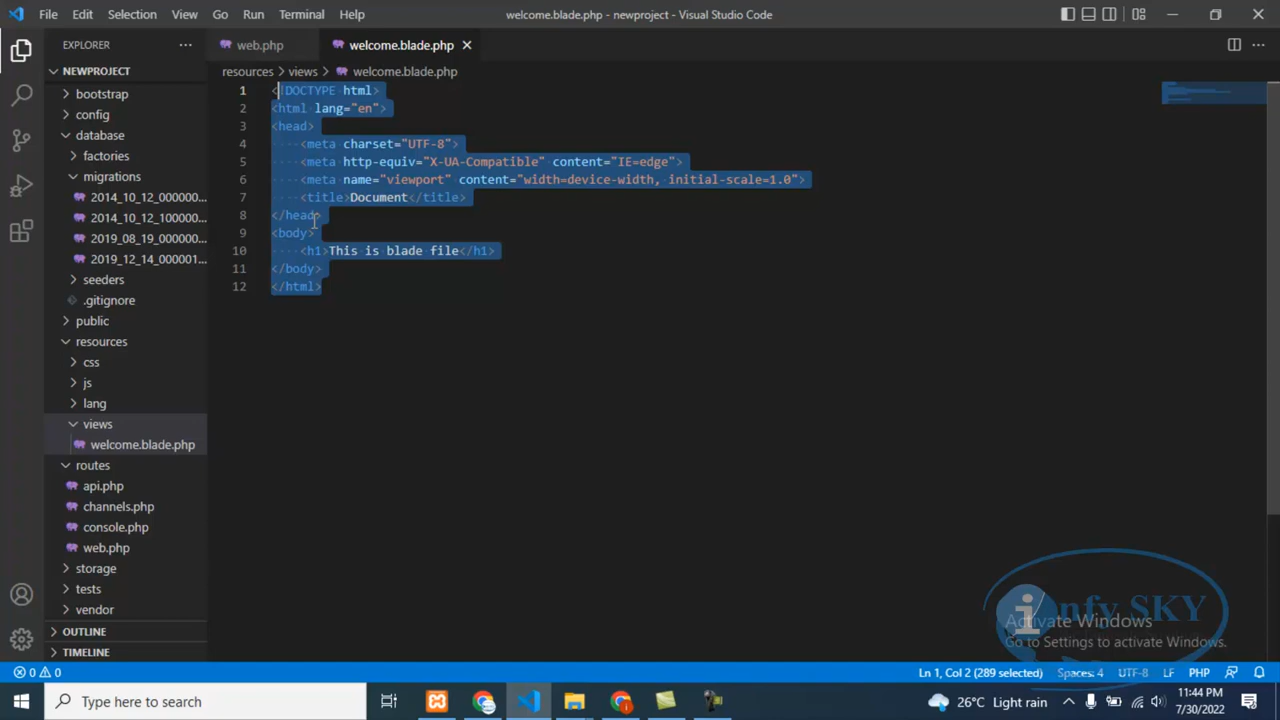 File Edit Selection View Go Run Terminal Help
welcome.blade.php - newproject - Visual Studio Code
EXPLORER
web.php
welcome.blade.php
NEWPROJECT
resources > views > welcome.blade.php
bootstrap
config
database
factories
migrations
2014_10_12_000000...
2014_10_12_100000...
2019_08_19_000000...
2019_12_14_000001...
seeders
.gitignore
public
resources
css
js
lang
views
welcome.blade.php
routes
api.php
channels.php
console.php
web.php
storage
tests
vendor
OUTLINE
TIMELINE
1 <!DOCTYPE html>
2 <html lang="en">
3 <head>
4 <meta charset="UTF-8">
5 <meta http-equiv="X-UA-Compatible" content="IE=edge">
6 <meta name="viewport" content="width=device-width, initial-scale=1.0">
7 <title>Document</title>
8 </head>
9 <body>
10 <h1>This is blade file</h1>
11 </body>
12 </html>
infy SKY
Activate Windows
Go to Settings to activate Windows.
0 0
Ln 1, Col 2 (289 selected) Spaces: 4 UTF-8 LF PHP
Type here to search
26°C Light rain
11:44 PM
7/30/2022